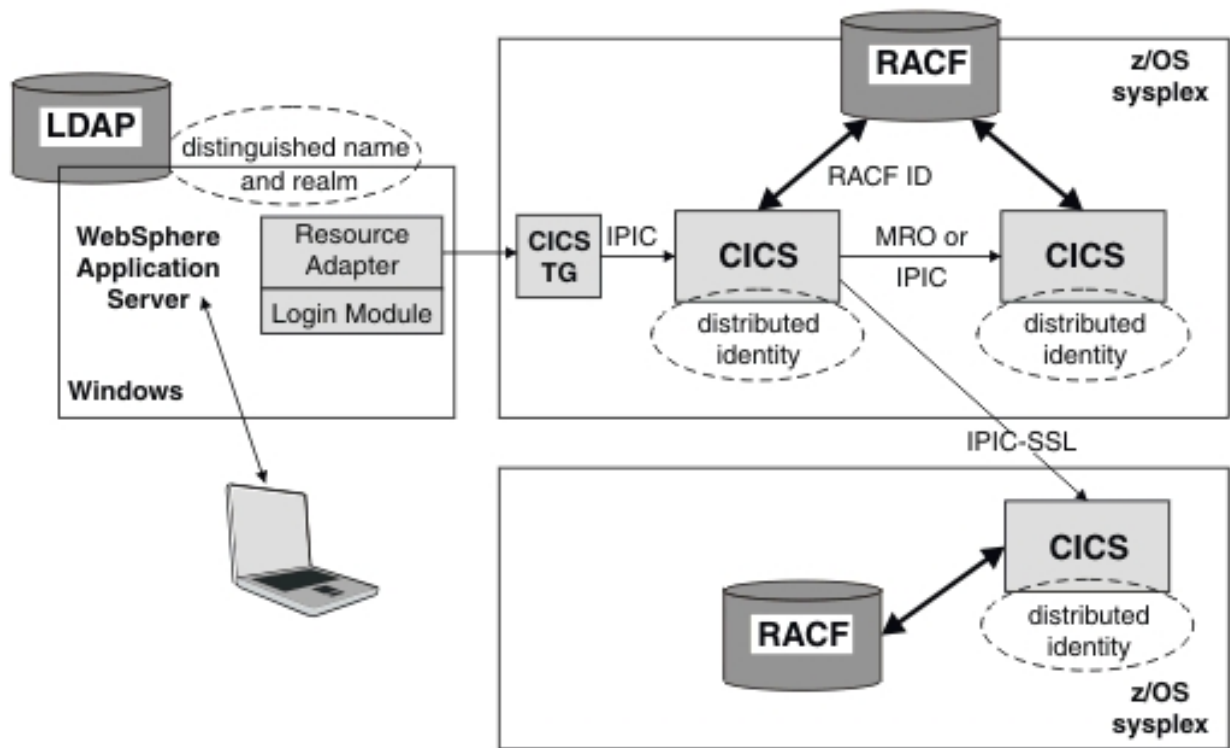 LDAP
distinguished name
and realm
WebSphere
Application
Server
Resource
Adapter
Login Module
Windows
RACF
z/OS
sysplex
RACF ID
CICS
TG
IPIC
CICS
MRO or
IPIC
CICS
distributed
identity
distributed
identity
IPIC-SSL
CICS
distributed
identity
RACF
z/OS
sysplex